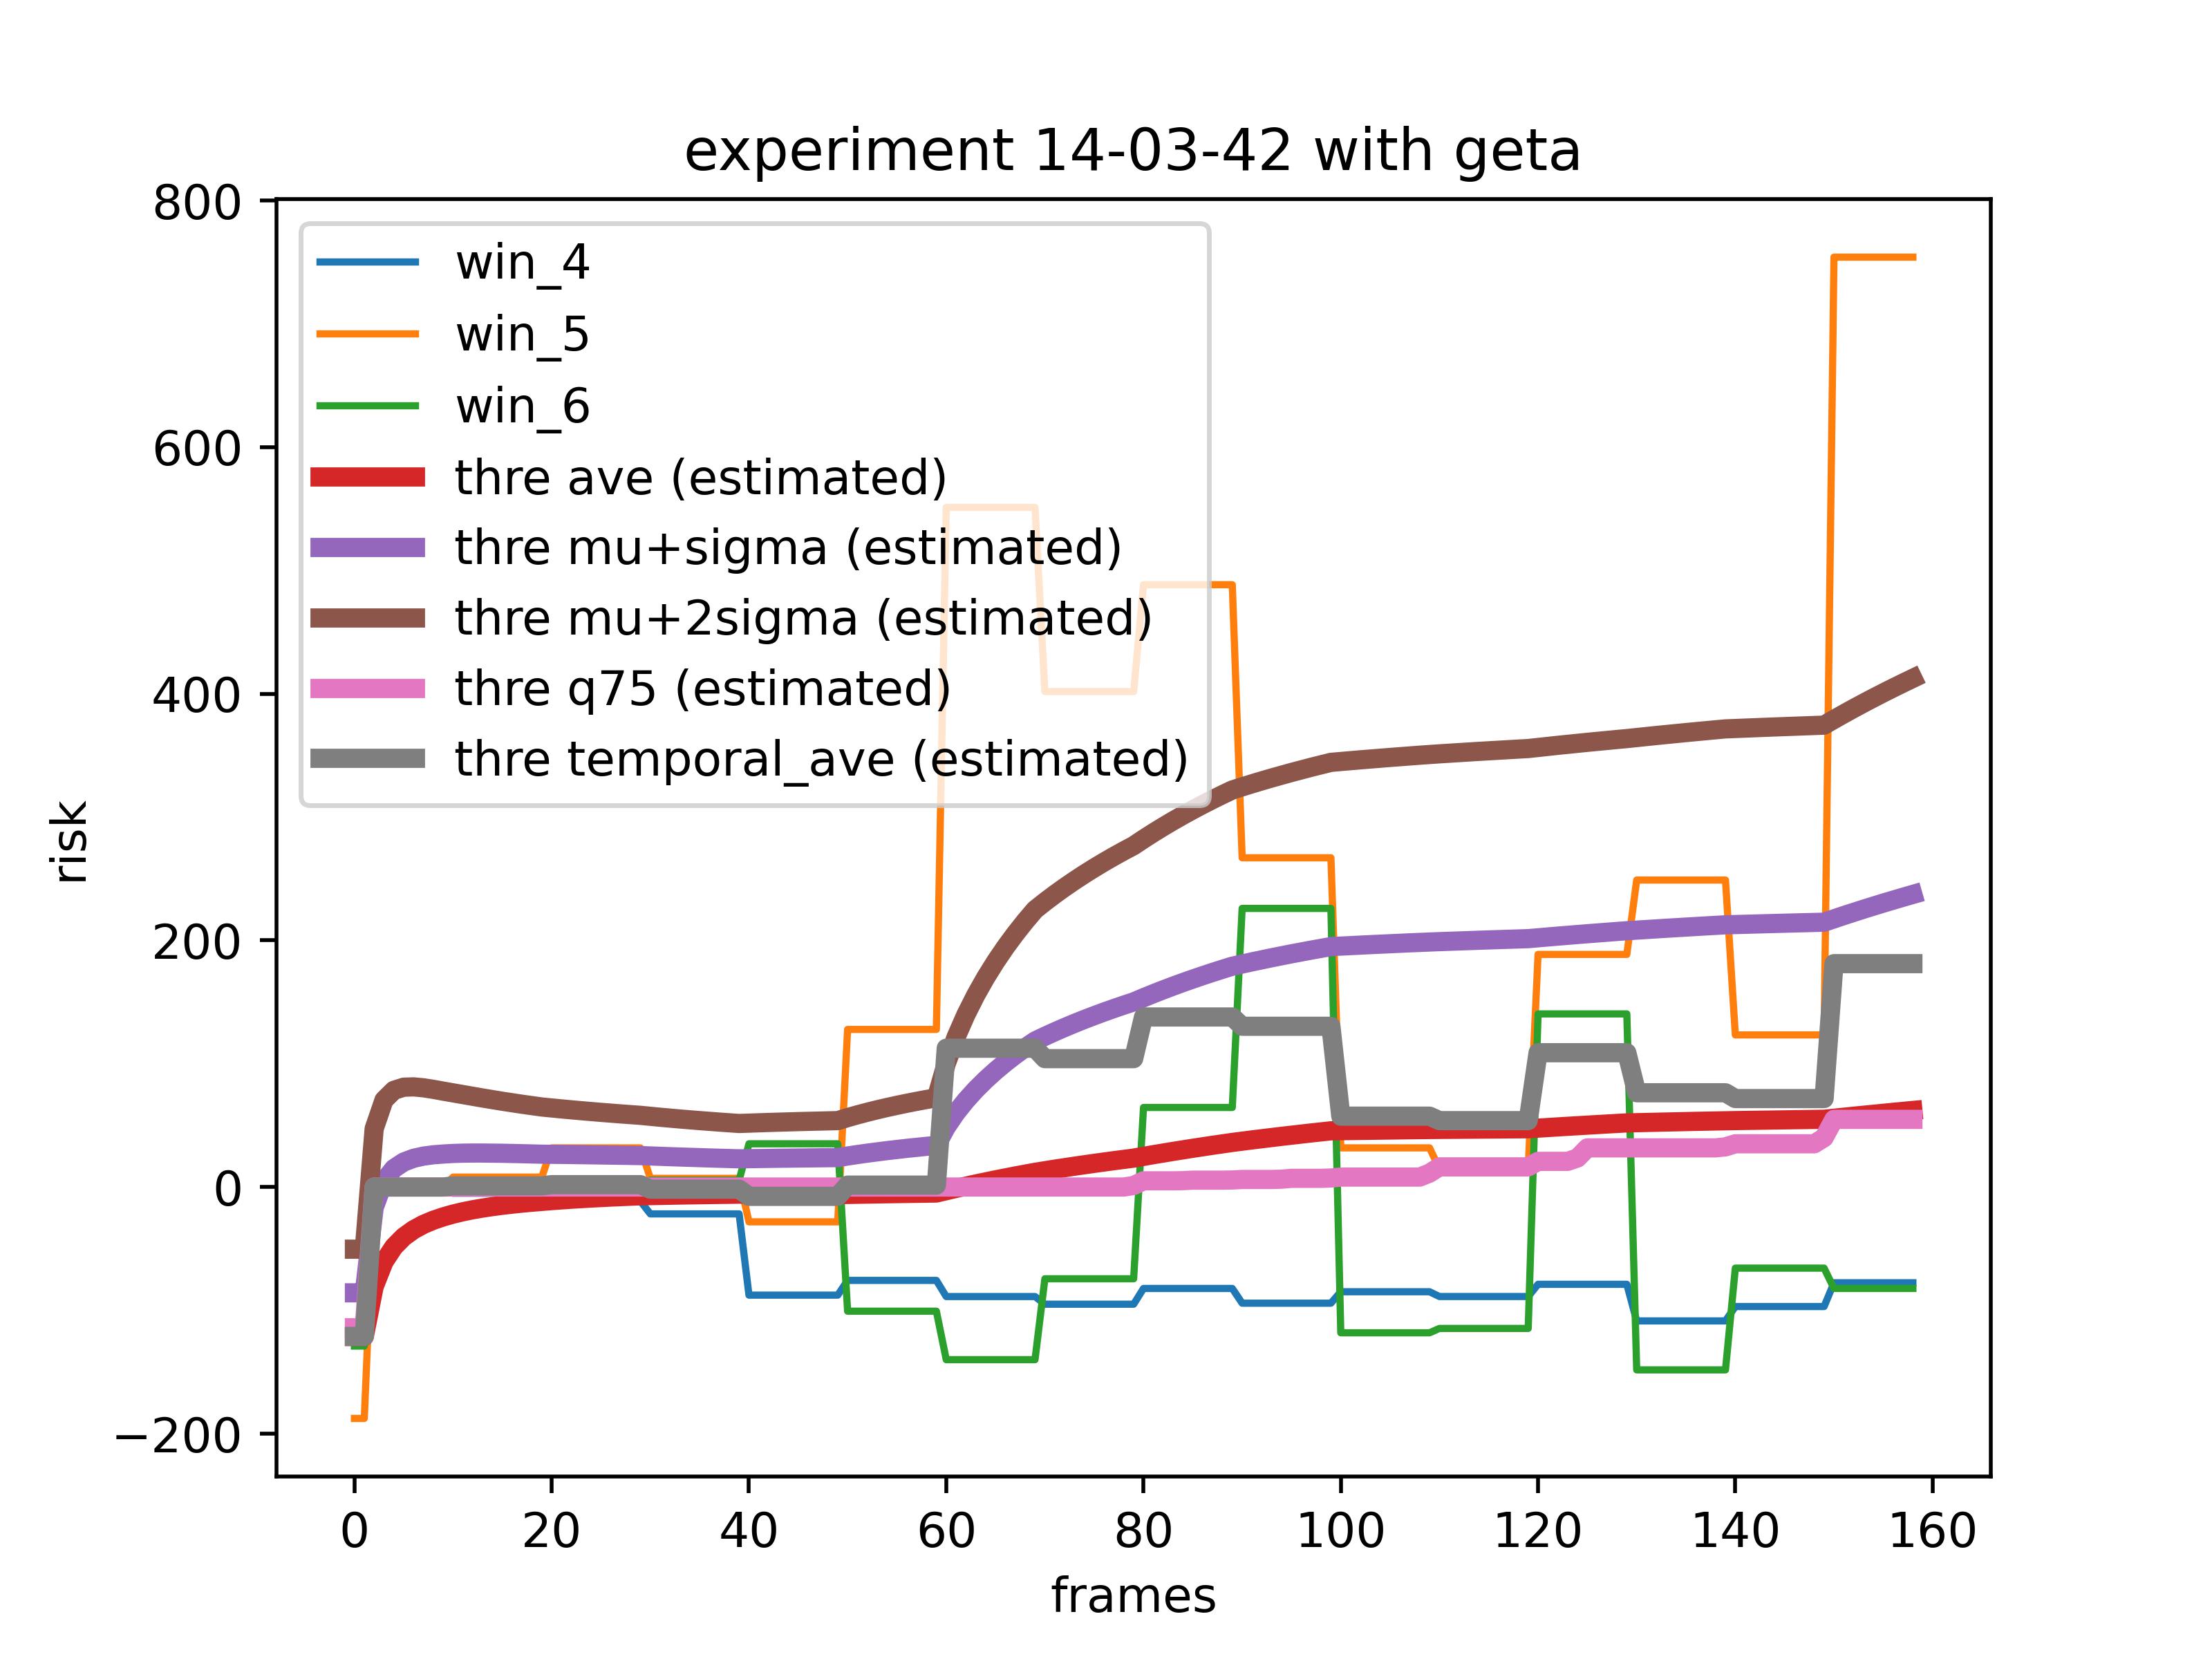 experiment 14-03-42 with geta
800
600
400
200
0
−200
risk
win_4
win_5
win_6
thre ave (estimated)
thre mu+sigma (estimated)
thre mu+2sigma (estimated)
thre q75 (estimated)
thre temporal_ave (estimated)
0 20 40 60 80 100 120 140 160
frames